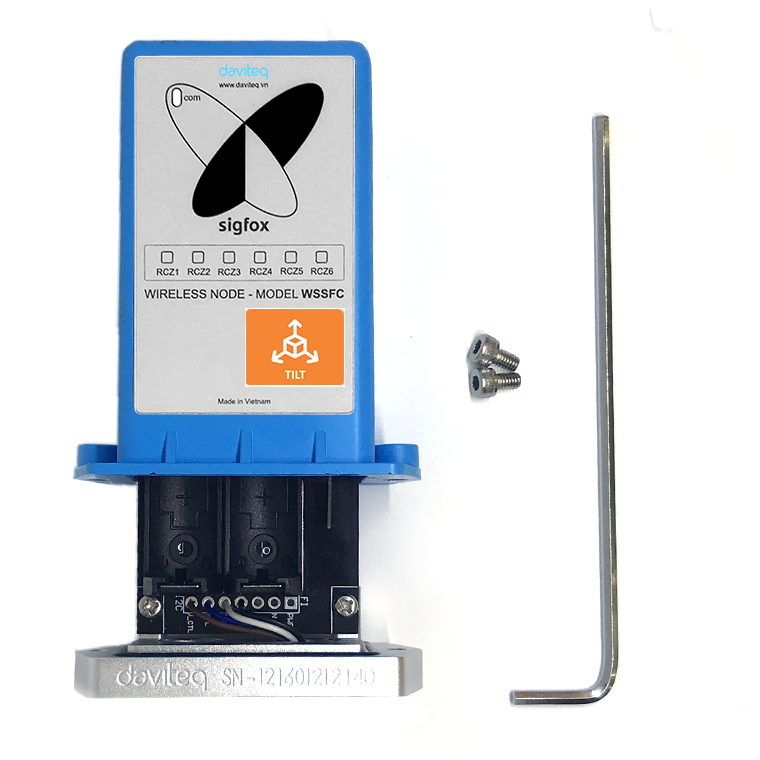 daviteq
www.daviteq.vn
com
sigfox
RCZ1 RCZ2 RCZ3 RCZ4 RCZ5 RCZ6
WIRELESS NODE - MODEL WSSFC
TILT
Made in Vietnam
I2C
daviteq SN-121601212140